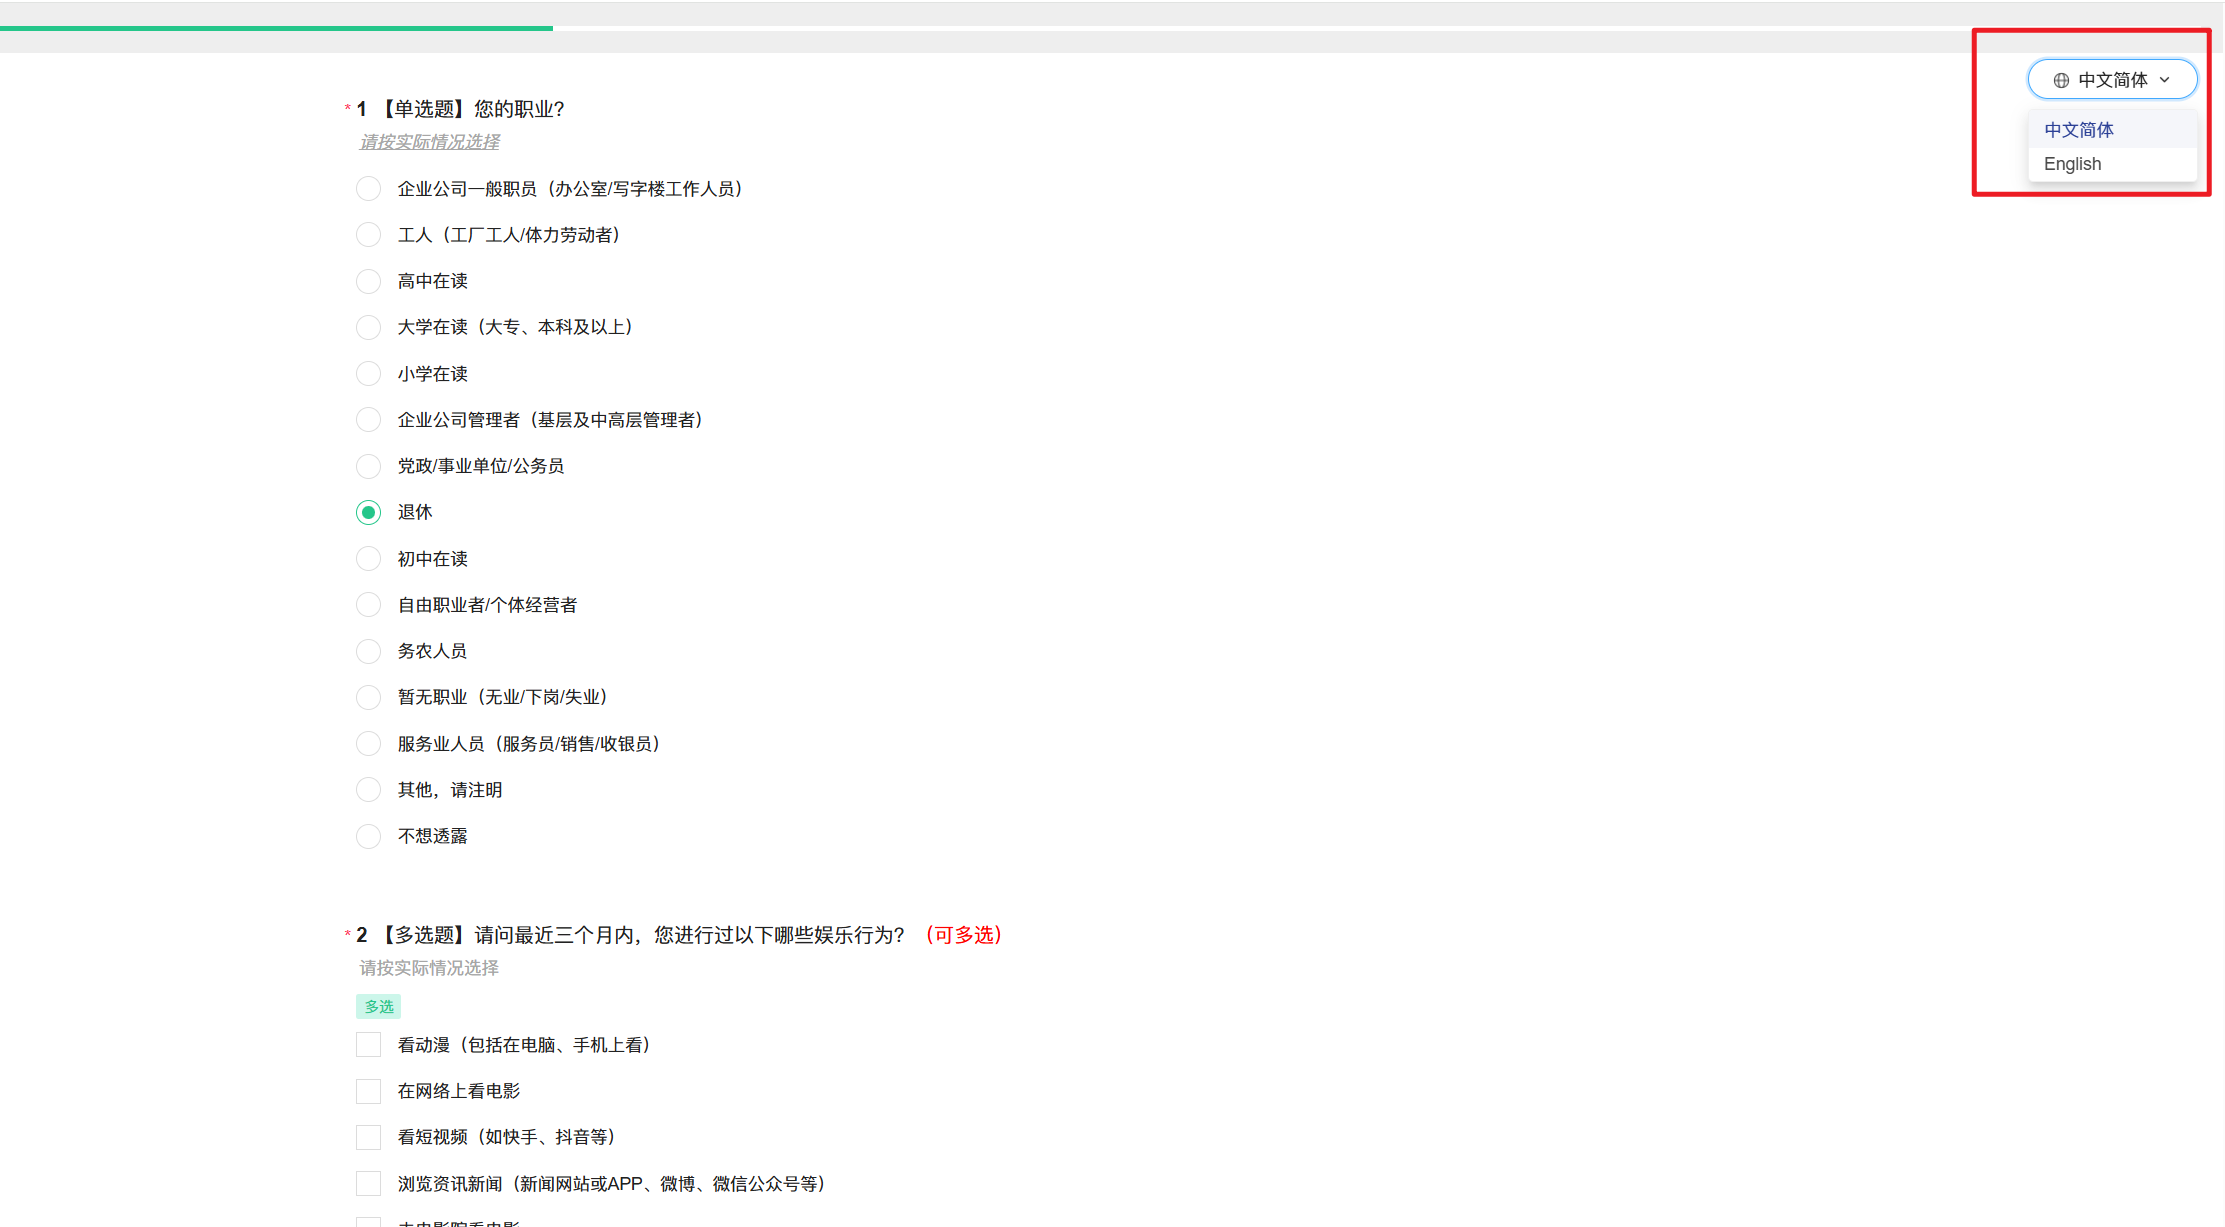 中文简体
中文简体
English
* 1 【单选题】您的职业？
请按实际情况选择
企业公司一般职员（办公室/写字楼工作人员）
工人（工厂工人/体力劳动者）
高中在读
大学在读（大专、本科及以上）
小学在读
企业公司管理者（基层及中高层管理者）
党政/事业单位/公务员
退休
初中在读
自由职业者/个体经营者
务农人员
暂无职业（无业/下岗/失业）
服务业人员（服务员/销售/收银员）
其他，请注明
不想透露
* 2 【多选题】请问最近三个月内，您进行过以下哪些娱乐行为？（可多选）
请按实际情况选择
多选
看动漫（包括在电脑、手机上看）
在网络上看电影
看短视频（如快手、抖音等）
浏览资讯新闻（新闻网站或APP、微博、微信公众号等）